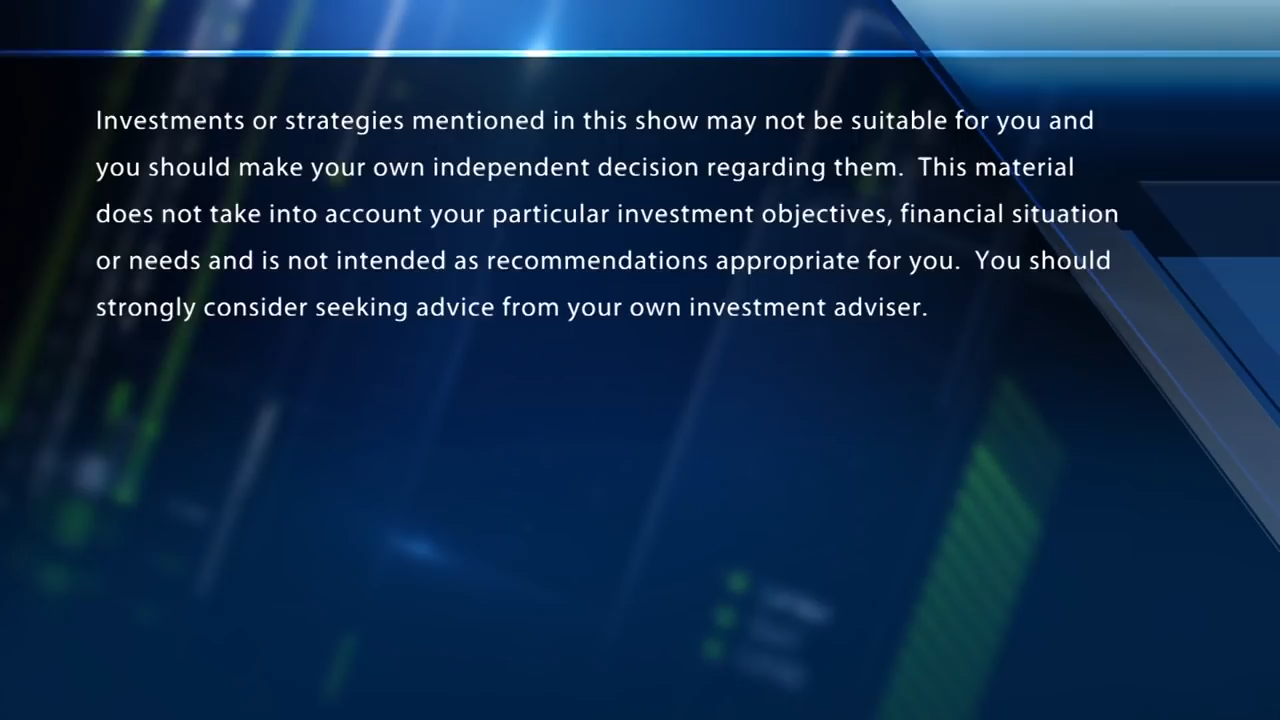 Investments or strategies mentioned in this show may not be suitable for you and
you should make your own independent decision regarding them.  This material
does not take into account your particular investment objectives, financial situation
or needs and is not intended as recommendations appropriate for you.  You should
strongly consider seeking advice from your own investment adviser.